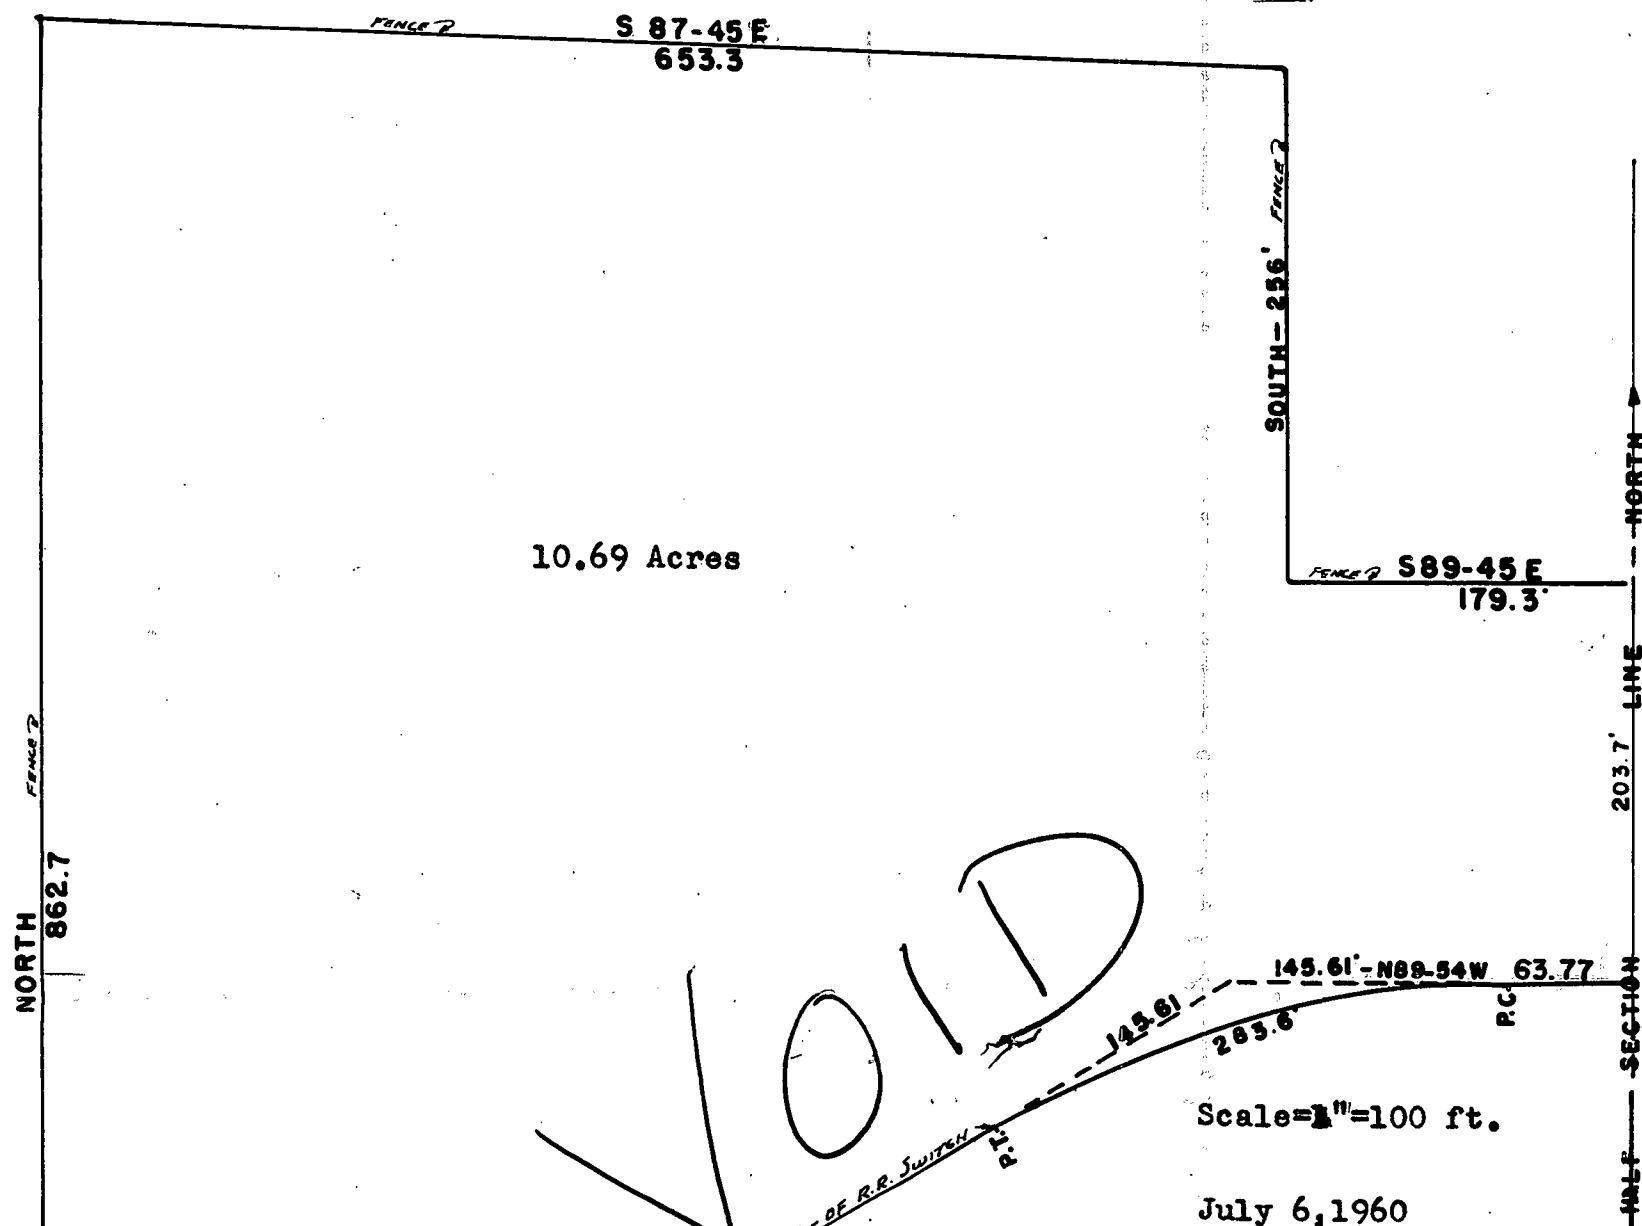 FENCE
S 87-45 E
653.3
FENCE
SOUTH - 256'
NORTH
FENCE
S 89-45 E
179.3'
10.69 Acres
LINE
203.7'
FENCE
862.7
NORTH
VOID
145.61' - N89-54W 63.77
P.C.
145.61
283.6'
SECTION
Scale= "=100 ft.
OF R.R. SWITCH
P.T.
HALF
July 6,1960